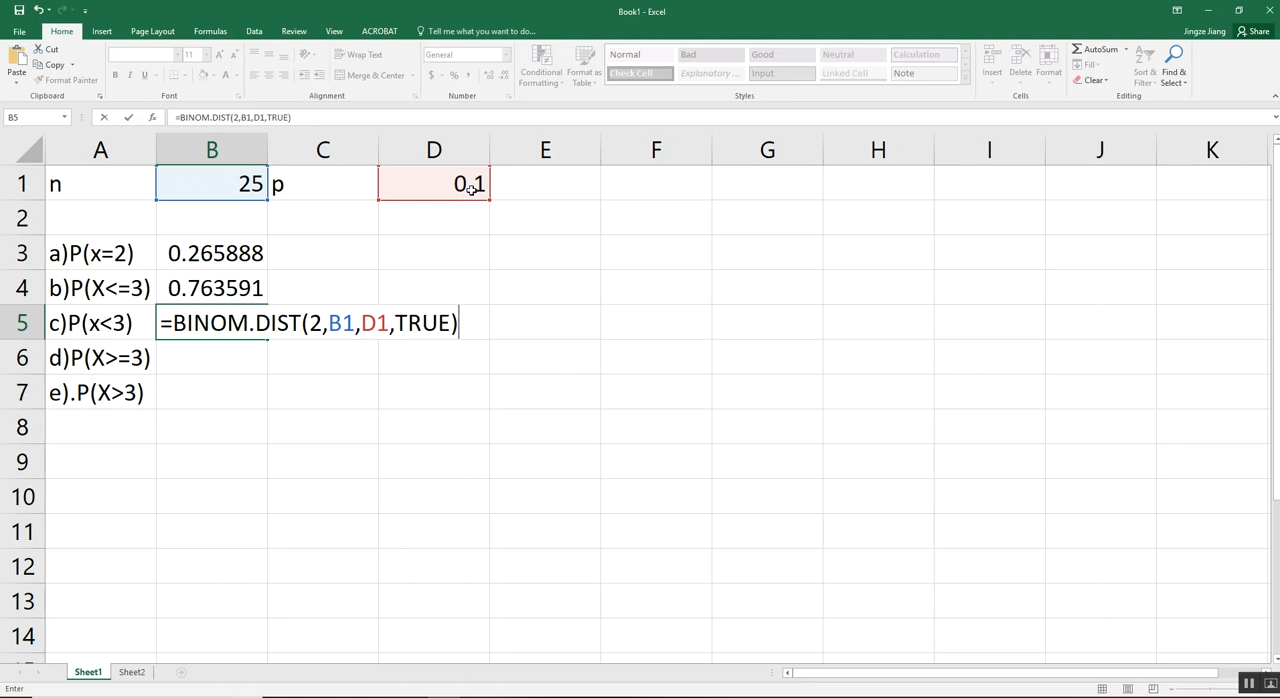 Book1 - Excel
File Home Insert Page Layout Formulas Data Review View ACROBAT Tell me what you want to do... Jingze Jiang Share
Paste Cut Copy Format Painter Clipboard
11 A A B I U A Font
Wrap Text Merge & Center Alignment
General $ % Number
Conditional Formatting Format as Table Normal Bad Good Neutral Calculation
Check Cell Explanatory ... Input Linked Cell Note Styles
Insert Delete Format Cells
AutoSum Fill Clear Sort & Filter Find & Select Editing
B5 fx =BINOM.DIST(2,B1,D1,TRUE)
A B C D E F G H I J K
1 n 25 p 0.1
2
3 a)P(x=2) 0.265888
4 b)P(X<=3) 0.763591
5 c)P(x<3) =BINOM.DIST(2,B1,D1,TRUE)
6 d)P(X>=3)
7 e).P(X>3)
8
9
10
11
12
13
14
Sheet1 Sheet2
Enter